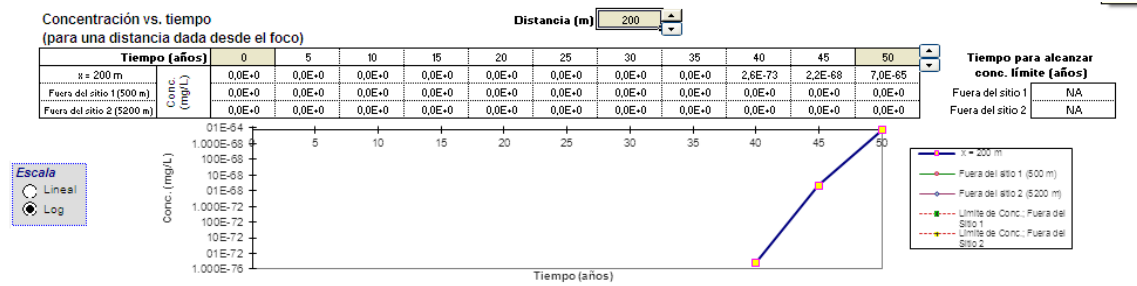 Concentración vs. tiempo
(para una distancia dada desde el foco)
Distancia (m) 200
Tiempo (años) 0 5 10 15 20 25 30 35 40 45 50
Conc. (mg/L)
x = 200 m 0,0E+0 0,0E+0 0,0E+0 0,0E+0 0,0E+0 0,0E+0 0,0E+0 0,0E+0 2,6E-73 2,2E-68 7,0E-65
Fuera del sitio 1 (500 m) 0,0E+0 0,0E+0 0,0E+0 0,0E+0 0,0E+0 0,0E+0 0,0E+0 0,0E+0 0,0E+0 0,0E+0 0,0E+0
Fuera del sitio 2 (5200 m) 0,0E+0 0,0E+0 0,0E+0 0,0E+0 0,0E+0 0,0E+0 0,0E+0 0,0E+0 0,0E+0 0,0E+0 0,0E+0
Tiempo para alcanzar
conc. límite (años)
Fuera del sitio 1 NA
Fuera del sitio 2 NA
Escala
Lineal
Log
Conc. (mg/L)
01E-64
1.000E-68
100E-68
10E-68
01E-68
1.000E-72
100E-72
10E-72
01E-72
1.000E-76
0 5 10 15 20 25 30 35 40 45 50
Tiempo (años)
x = 200 m
Fuera del sitio 1 (500 m)
Fuera del sitio 2 (5200 m)
Límite de Conc.; Fuera del
Sitio 1
Límite de Conc.; Fuera del
Sitio 2